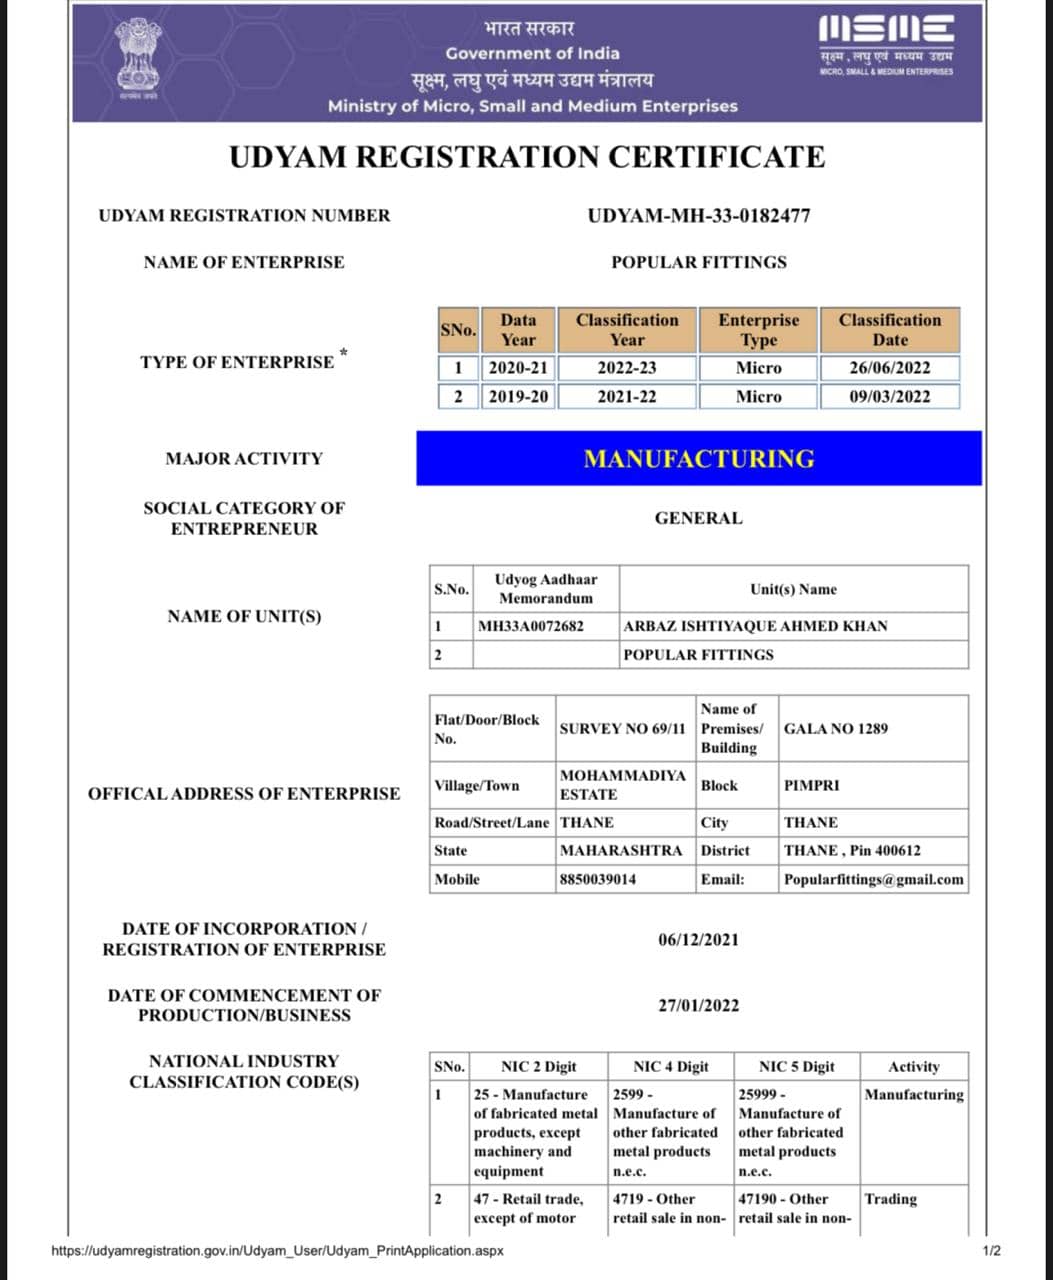 भारत सरकार
Government of India
सूक्ष्म, लघु एवं मध्यम उद्यम मंत्रालय
Ministry of Micro, Small and Medium Enterprises
सत्यमेव जयते
MSME
सूक्ष्म, लघु एवं मध्यम उद्यम
MICRO, SMALL & MEDIUM ENTERPRISES
UDYAM REGISTRATION CERTIFICATE
UDYAM REGISTRATION NUMBER UDYAM-MH-33-0182477
NAME OF ENTERPRISE POPULAR FITTINGS
TYPE OF ENTERPRISE *
SNo. Data Year Classification Year Enterprise Type Classification Date
1 2020-21 2022-23 Micro 26/06/2022
2 2019-20 2021-22 Micro 09/03/2022
MAJOR ACTIVITY MANUFACTURING
SOCIAL CATEGORY OF
ENTREPRENEUR
GENERAL
NAME OF UNIT(S)
S.No. Udyog Aadhaar Memorandum Unit(s) Name
1 MH33A0072682 ARBAZ ISHTIYAQUE AHMED KHAN
2 POPULAR FITTINGS
OFFICAL ADDRESS OF ENTERPRISE
Flat/Door/Block No. SURVEY NO 69/11 Name of Premises/ Building GALA NO 1289
Village/Town MOHAMMADIYA ESTATE Block PIMPRI
Road/Street/Lane THANE City THANE
State MAHARASHTRA District THANE , Pin 400612
Mobile 8850039014 Email: Popularfittings@gmail.com
DATE OF INCORPORATION /
REGISTRATION OF ENTERPRISE
06/12/2021
DATE OF COMMENCEMENT OF
PRODUCTION/BUSINESS
27/01/2022
NATIONAL INDUSTRY
CLASSIFICATION CODE(S)
SNo. NIC 2 Digit NIC 4 Digit NIC 5 Digit Activity
1 25 - Manufacture of fabricated metal products, except machinery and equipment 2599 - Manufacture of other fabricated metal products n.e.c. 25999 - Manufacture of other fabricated metal products n.e.c. Manufacturing
2 47 - Retail trade, except of motor 4719 - Other retail sale in non- 47190 - Other retail sale in non- Trading
https://udyamregistration.gov.in/Udyam_User/Udyam_PrintApplication.aspx 1/2